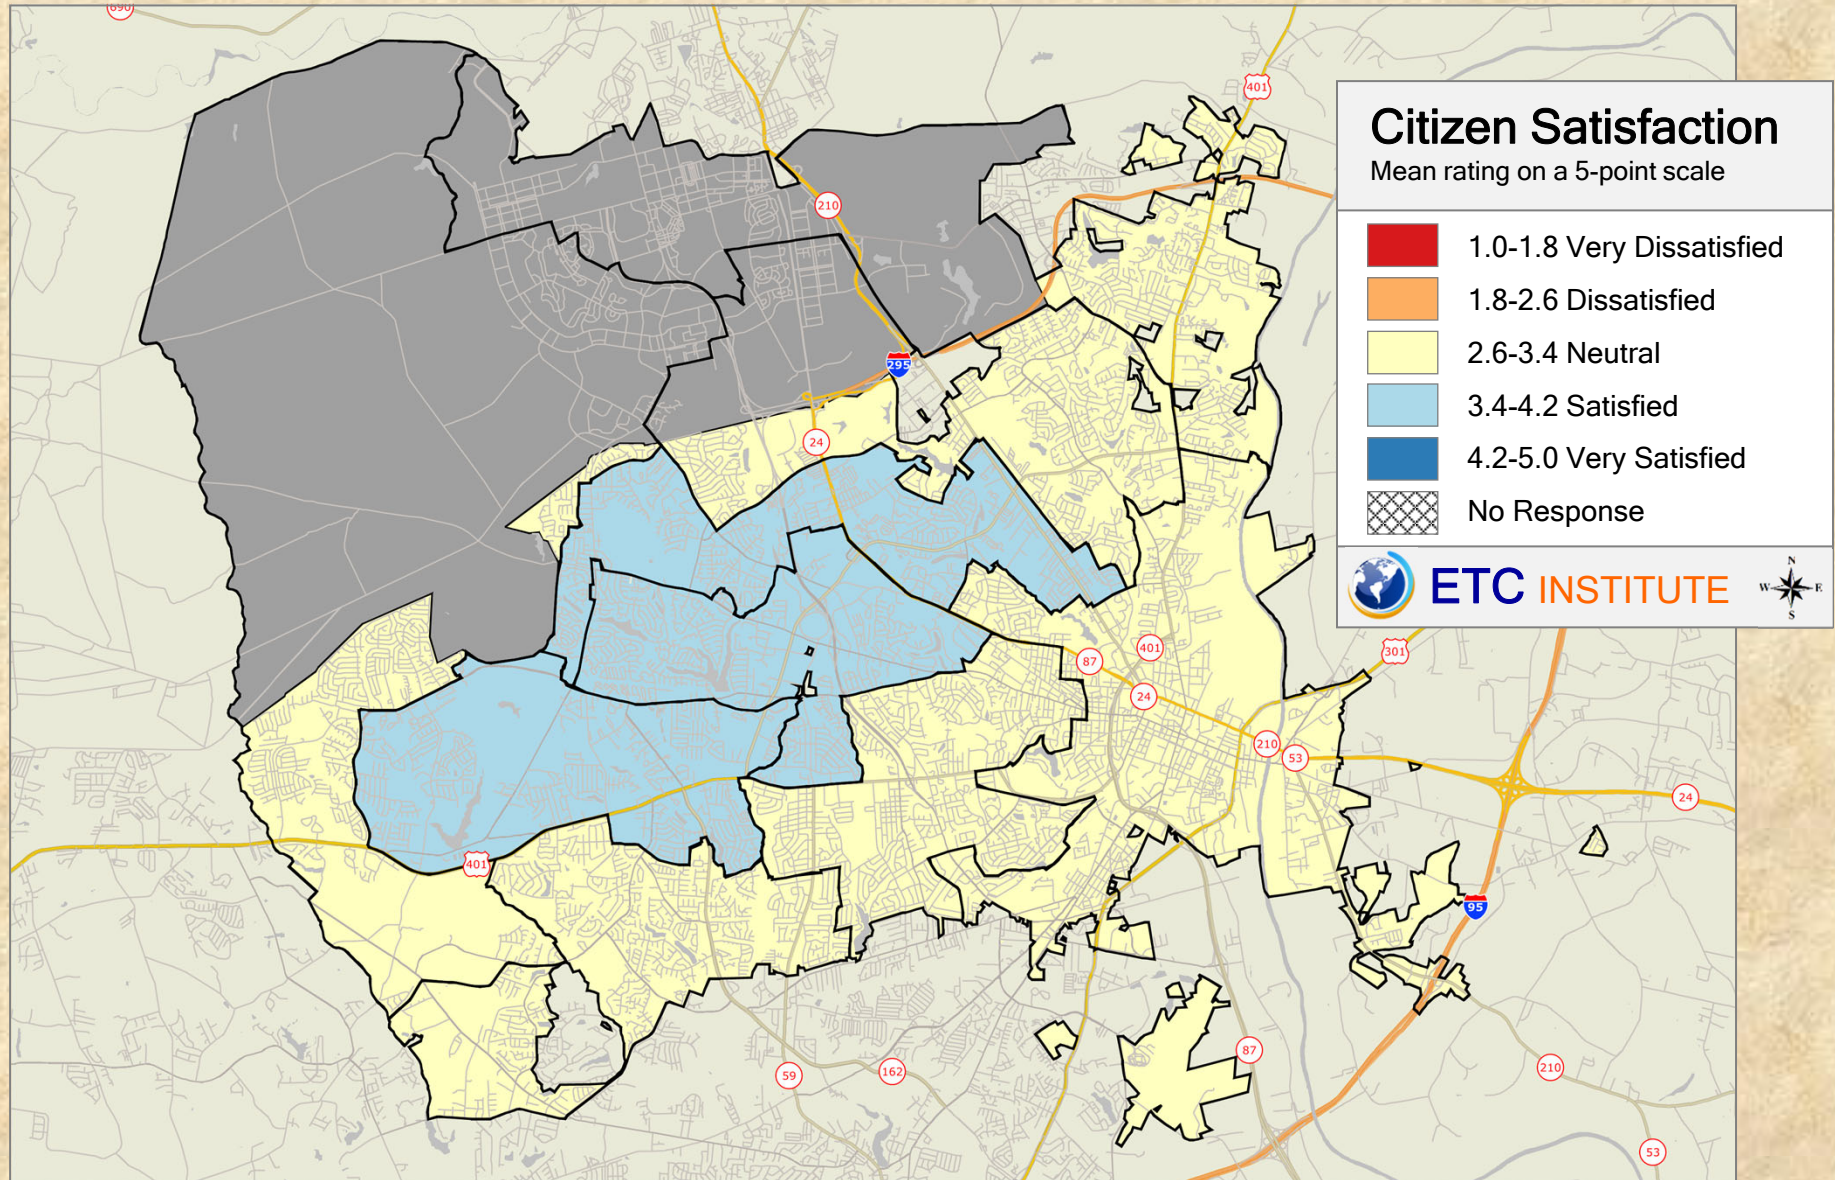 690
401
Citizen Satisfaction
Mean rating on a 5-point scale
210
1.0-1.8 Very Dissatisfied
1.8-2.6 Dissatisfied
2.6-3.4 Neutral
295
3.4-4.2 Satisfied
24
4.2-5.0 Very Satisfied
No Response
ETC INSTITUTE
N
W
E
S
401
301
87
24
210
53
24
401
95
87
210
59
162
53